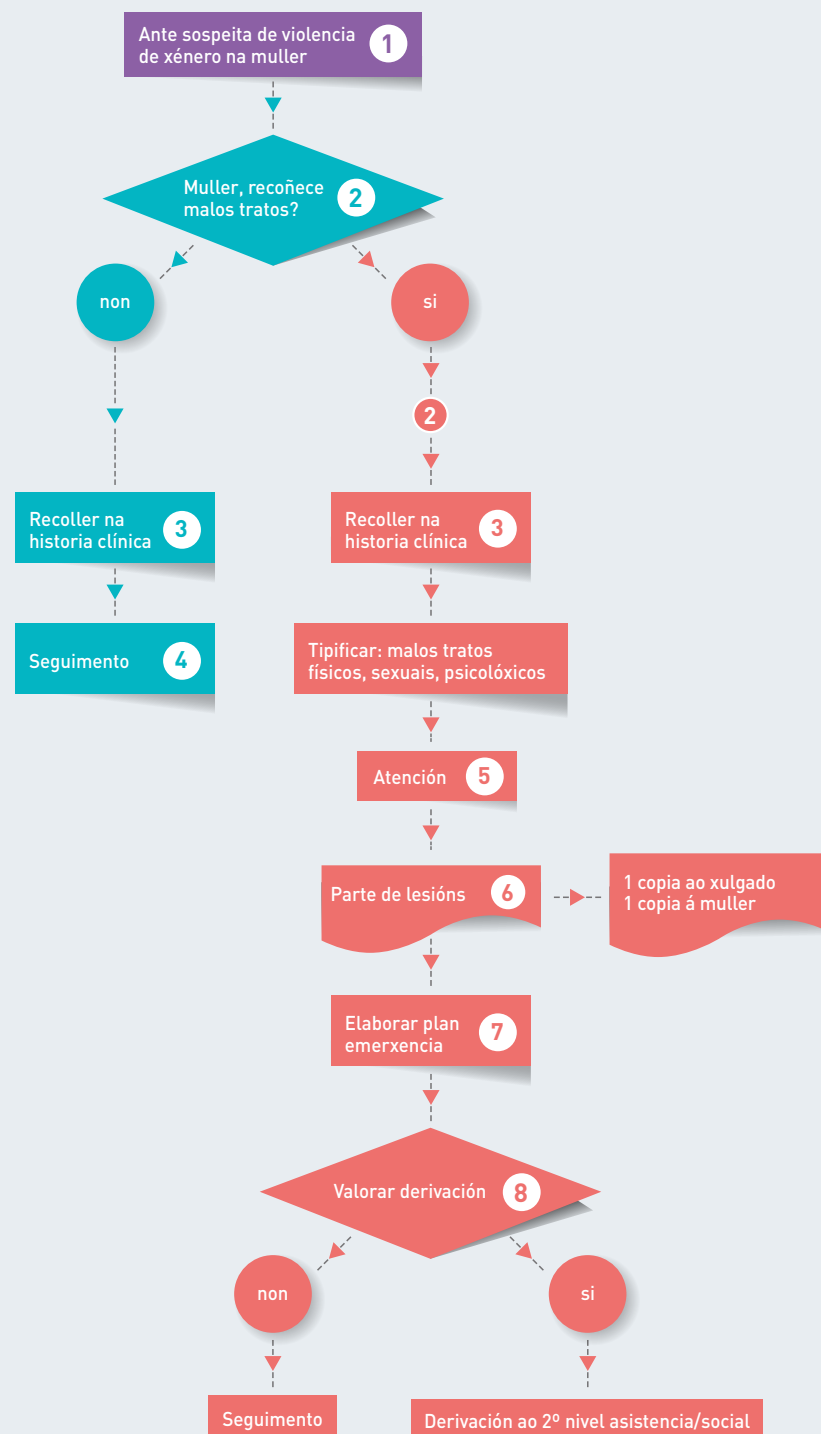 Ante sospeita de violencia
de xénero na muller
1
Muller, recoñece
malos tratos?
2
non
si
2
Recoller na
historia clínica
3
Recoller na
historia clínica
3
Seguimento
4
Tipificar: malos tratos
físicos, sexuais, psicolóxicos
Atención
5
Parte de lesións
6
1 copia ao xulgado
1 copia á muller
Elaborar plan
emerxencia
7
Valorar derivación
8
non
si
Seguimento
Derivación ao 2º nivel asistencia/social